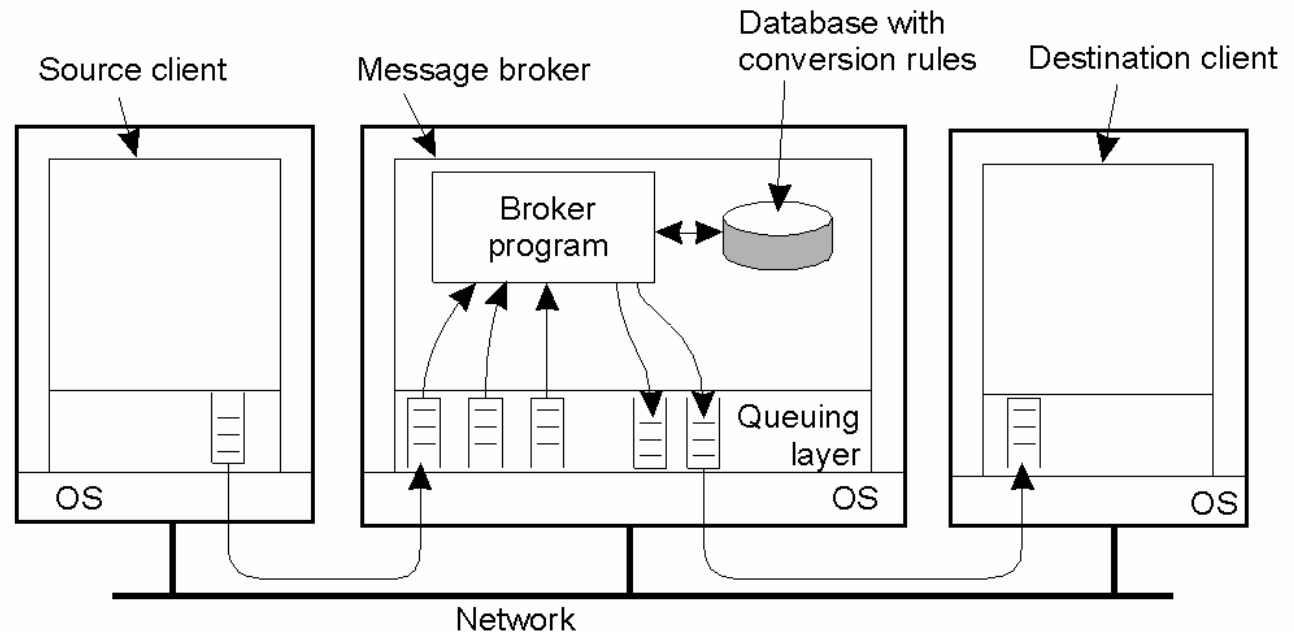 Source client
Message broker
Database with
conversion rules
Destination client
Broker
program
Queuing
layer
OS
OS
OS
Network